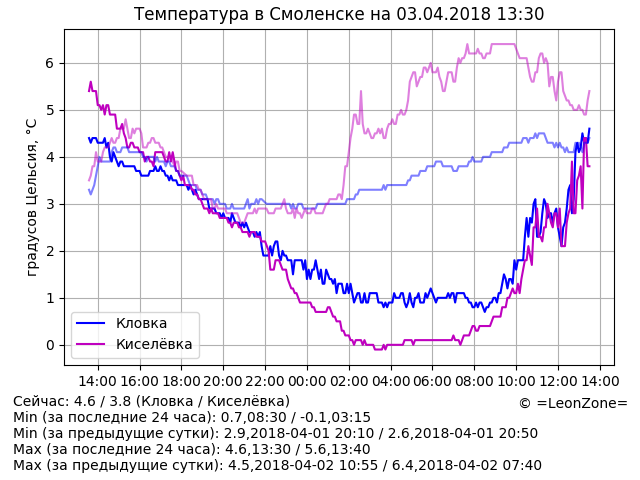 Температура в Смоленске на 03.04.2018 13:30
градусов Цельсия, °C
6
5
4
3
2
1
0
Кловка
Киселёвка
14:00 16:00 18:00 20:00 22:00 00:00 02:00 04:00 06:00 08:00 10:00 12:00 14:00
Сейчас: 4.6 / 3.8 (Кловка / Киселёвка)
© =LeonZone=
Min (за последние 24 часа): 0.7,08:30 / -0.1,03:15
Min (за предыдущие сутки): 2.9,2018-04-01 20:10 / 2.6,2018-04-01 20:50
Max (за последние 24 часа): 4.6,13:30 / 5.6,13:40
Max (за предыдущие сутки): 4.5,2018-04-02 10:55 / 6.4,2018-04-02 07:40